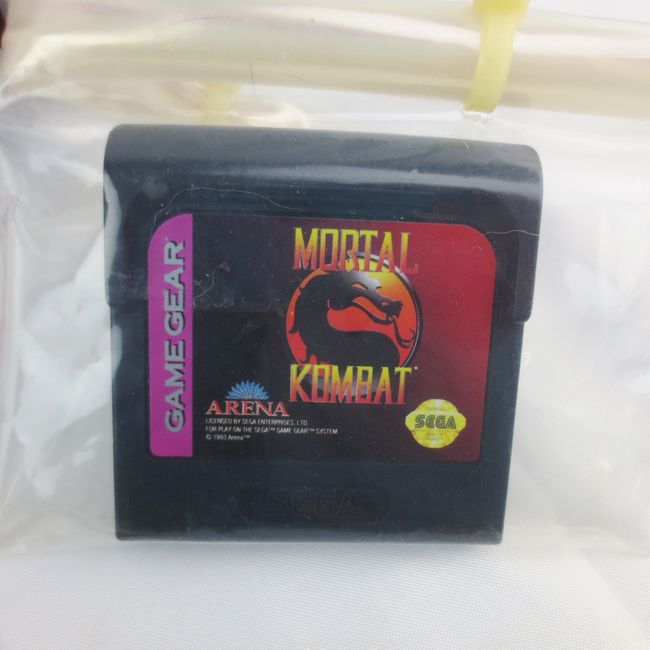 GAME GEAR
MORTAL
KOMBAT
ARENA
LICENSED BY SEGA ENTERPRISES, LTD.
FOR PLAY ON THE SEGA™ GAME GEAR™ SYSTEM
© 1993 Arena™
SEGA
SEGA